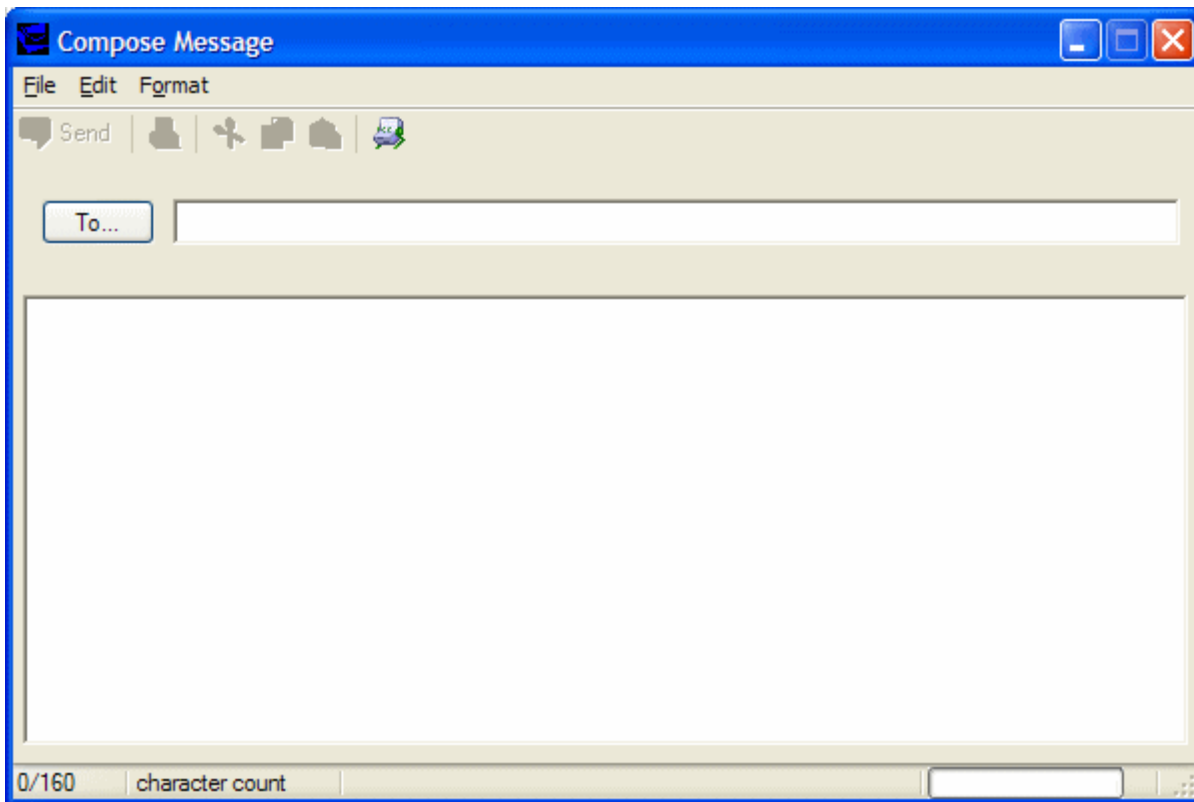 Compose Message
File Edit Format
Send
To...
0/160 character count